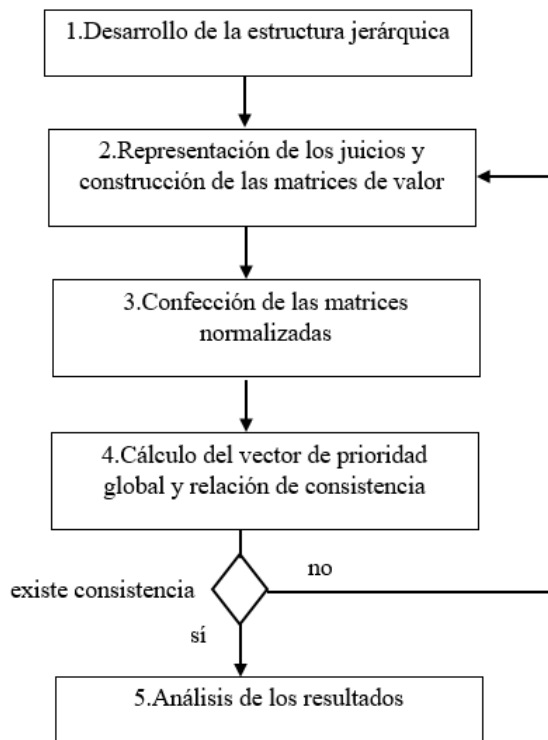 1.Desarrollo de la estructura jerárquica
2.Representación de los juicios y
construcción de las matrices de valor
3.Confección de las matrices
normalizadas
4.Cálculo del vector de prioridad
global y relación de consistencia
existe consistencia
no
sí
5.Análisis de los resultados